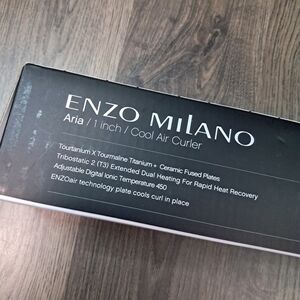 ENZO MILANO
Aria / 1 inch / Cool Air Curler
Tourtanium X Tourmaline Titanium + Ceramic Fused Plates
Tribostatic 2 (T3) Extended Dual Heating For Rapid Heat Recovery
Adjustable Digital Ionic Temperature 450
ENZOair technology plate cools curl in place